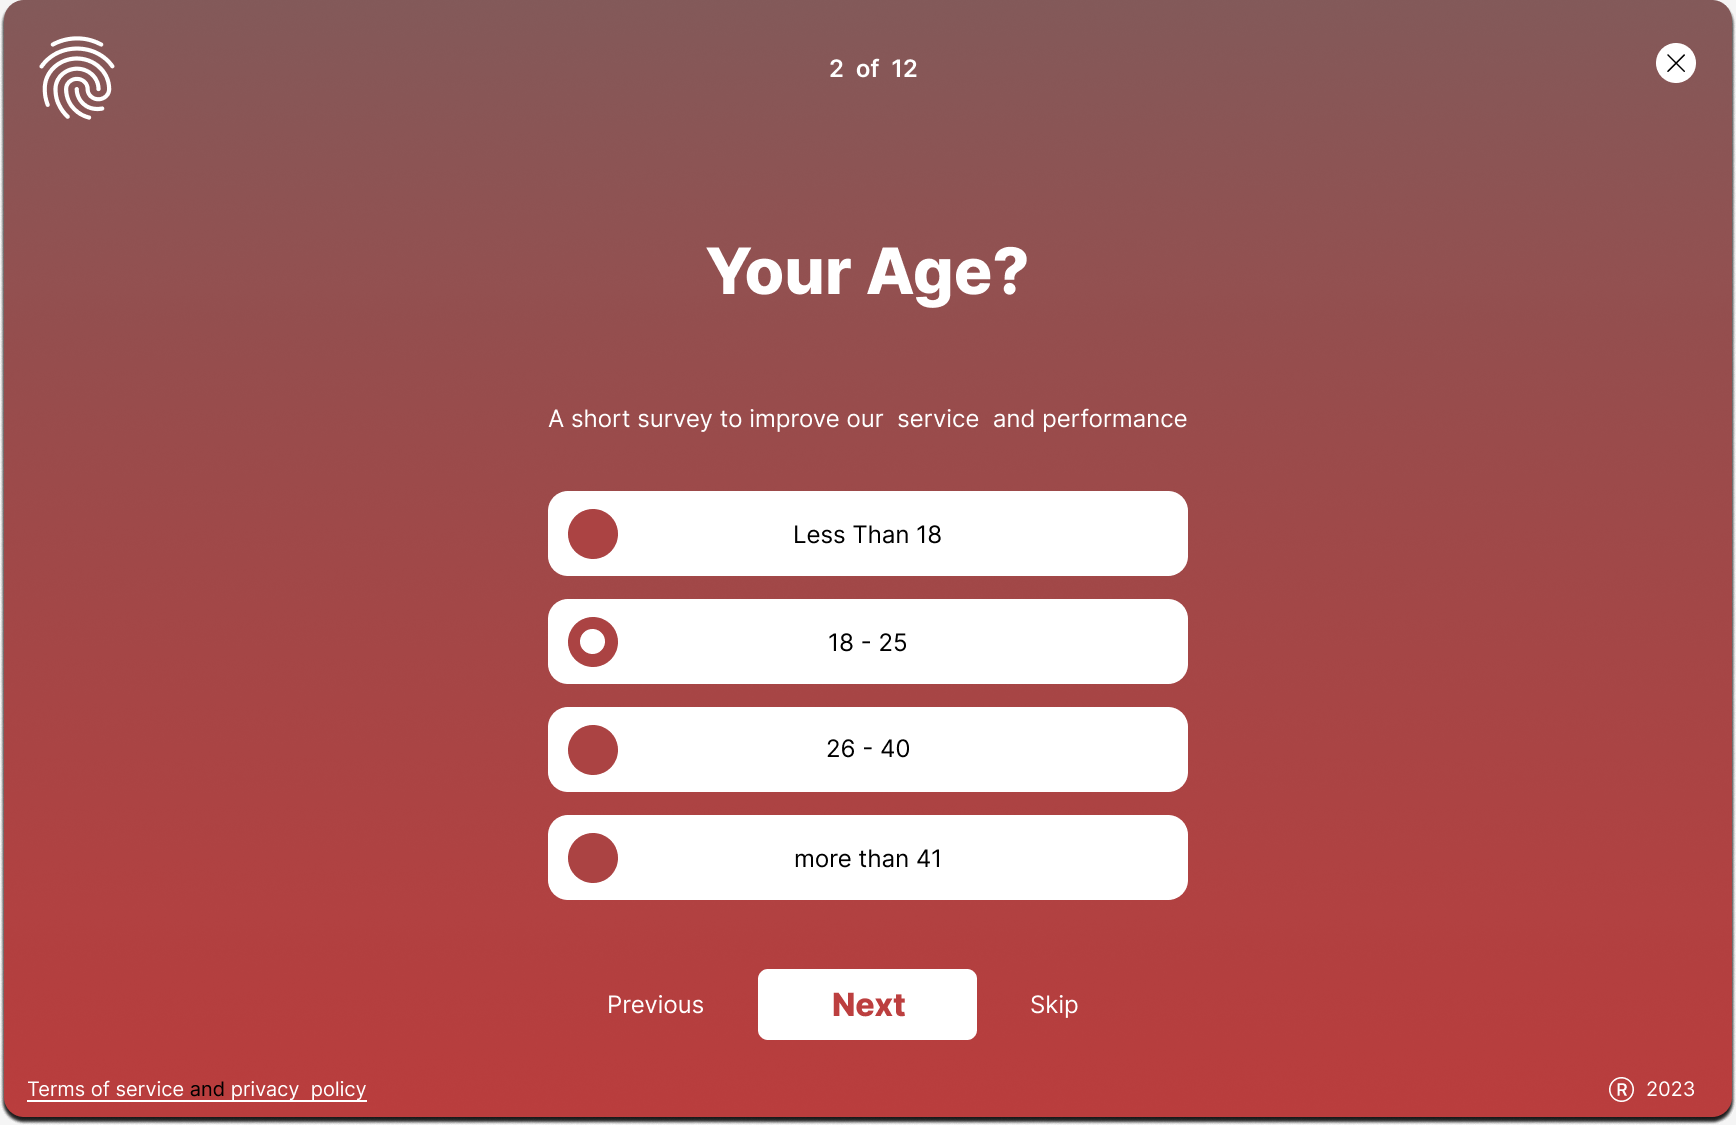 2 of 12
Your Age?
A short survey to improve our service and performance
Less Than 18
18 - 25
26 - 40
more than 41
Previous Next Skip
Terms of service and privacy policy
® 2023